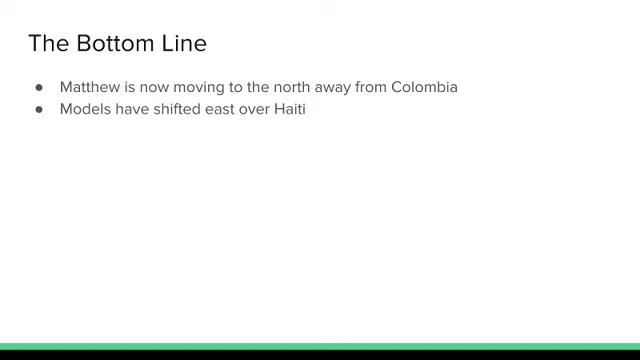 The Bottom Line
● Matthew is now moving to the north away from Colombia
● Models have shifted east over Haiti